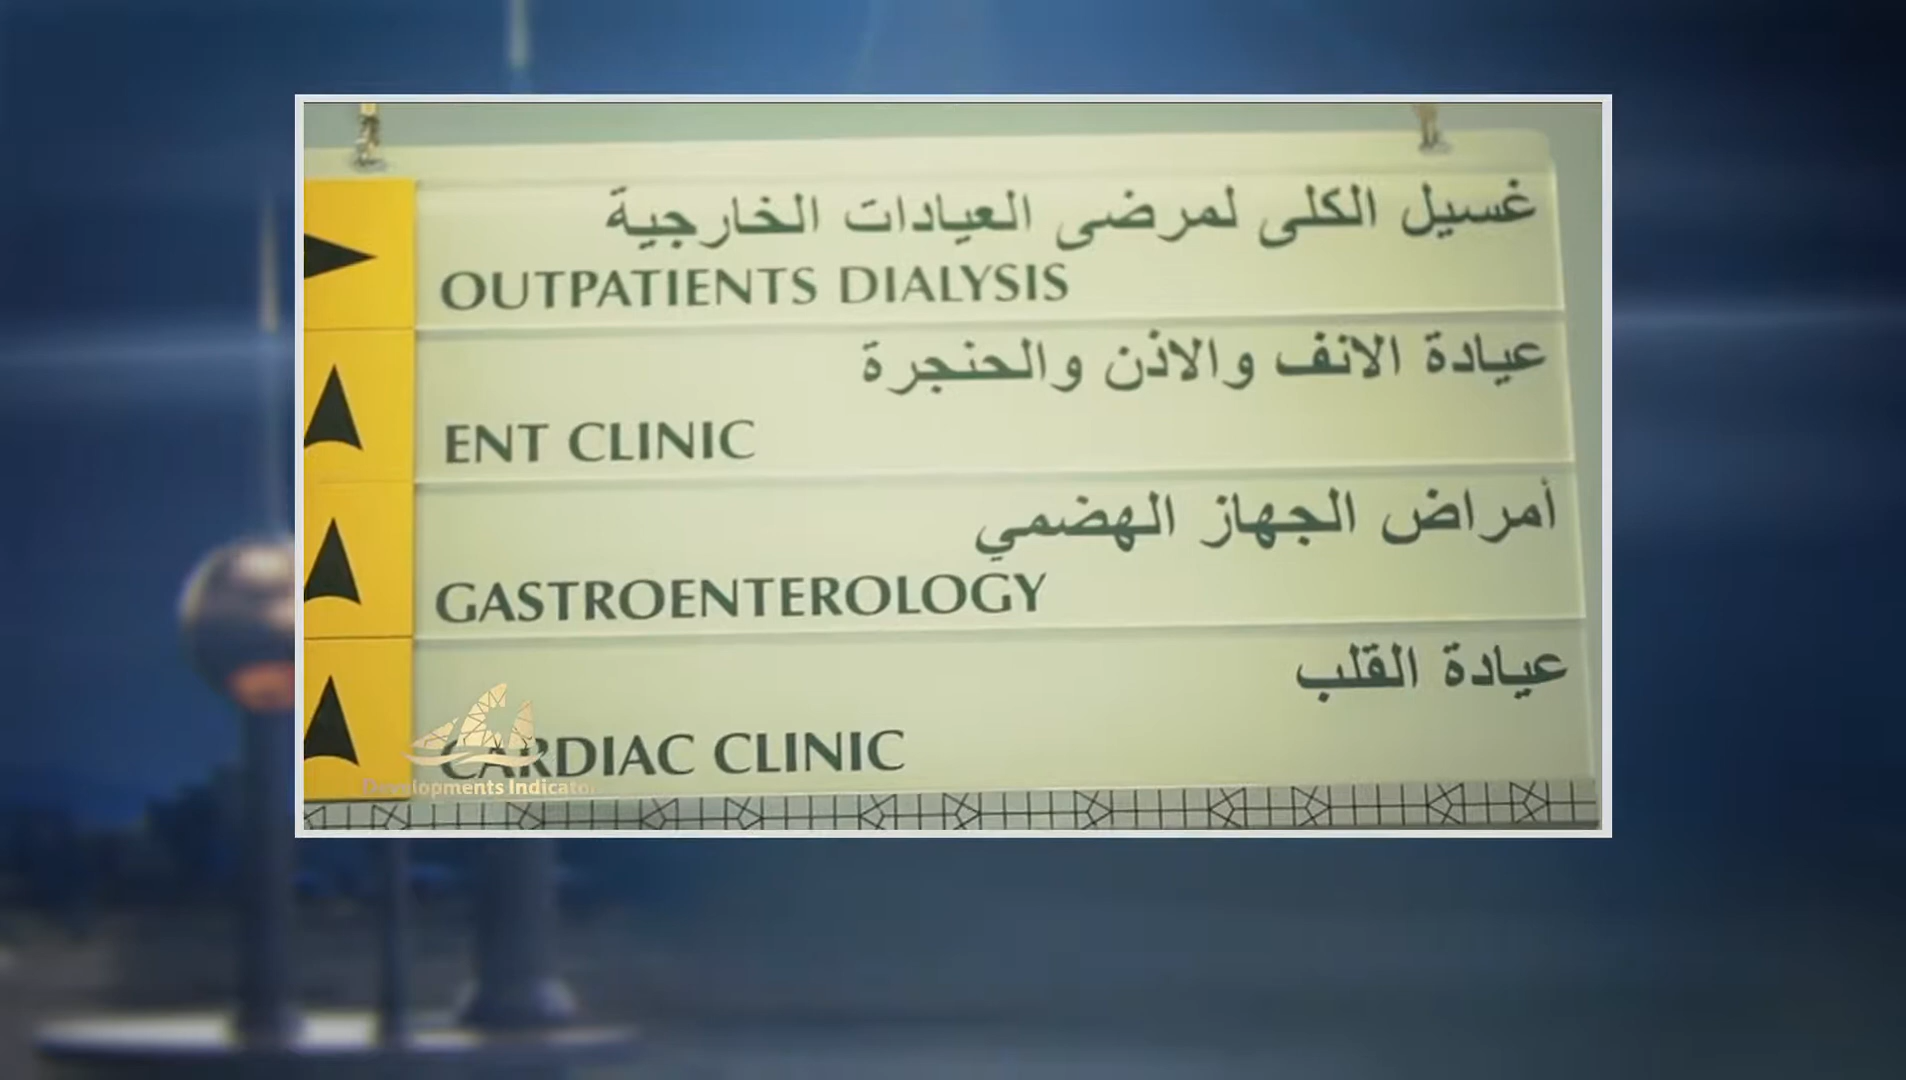 غسيل الكلى لمرضى العيادات الخارجية
OUTPATIENTS DIALYSIS
عيادة الانف والاذن والحنجرة
ENT CLINIC
أمراض الجهاز الهضمي
GASTROENTEROLOGY
عيادة القلب
CARDIAC CLINIC
Developments Indicator